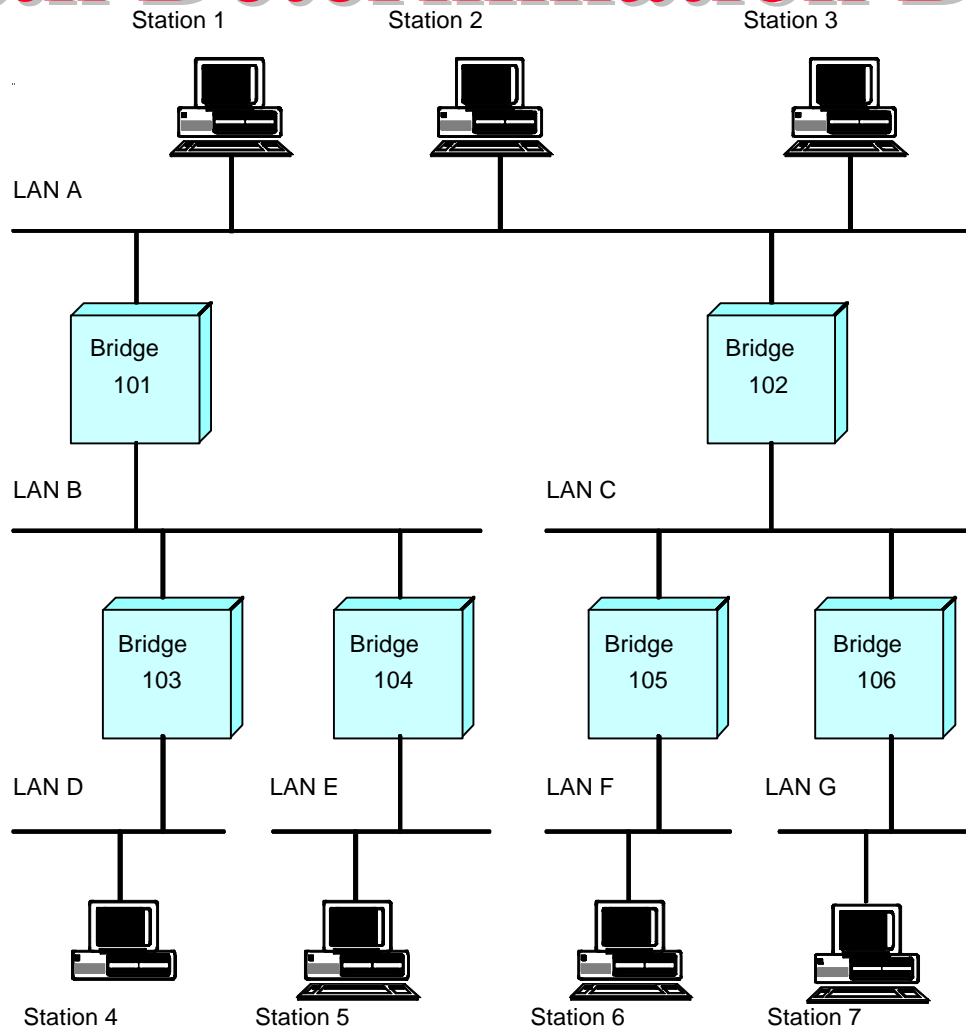 Station 1 Station 2 Station 3
LAN A
Bridge Bridge
101 102
LAN B LAN C
Bridge Bridge Bridge Bridge
103 104 105 106
LAN D LAN E LAN F LAN G
Station 4 Station 5 Station 6 Station 7